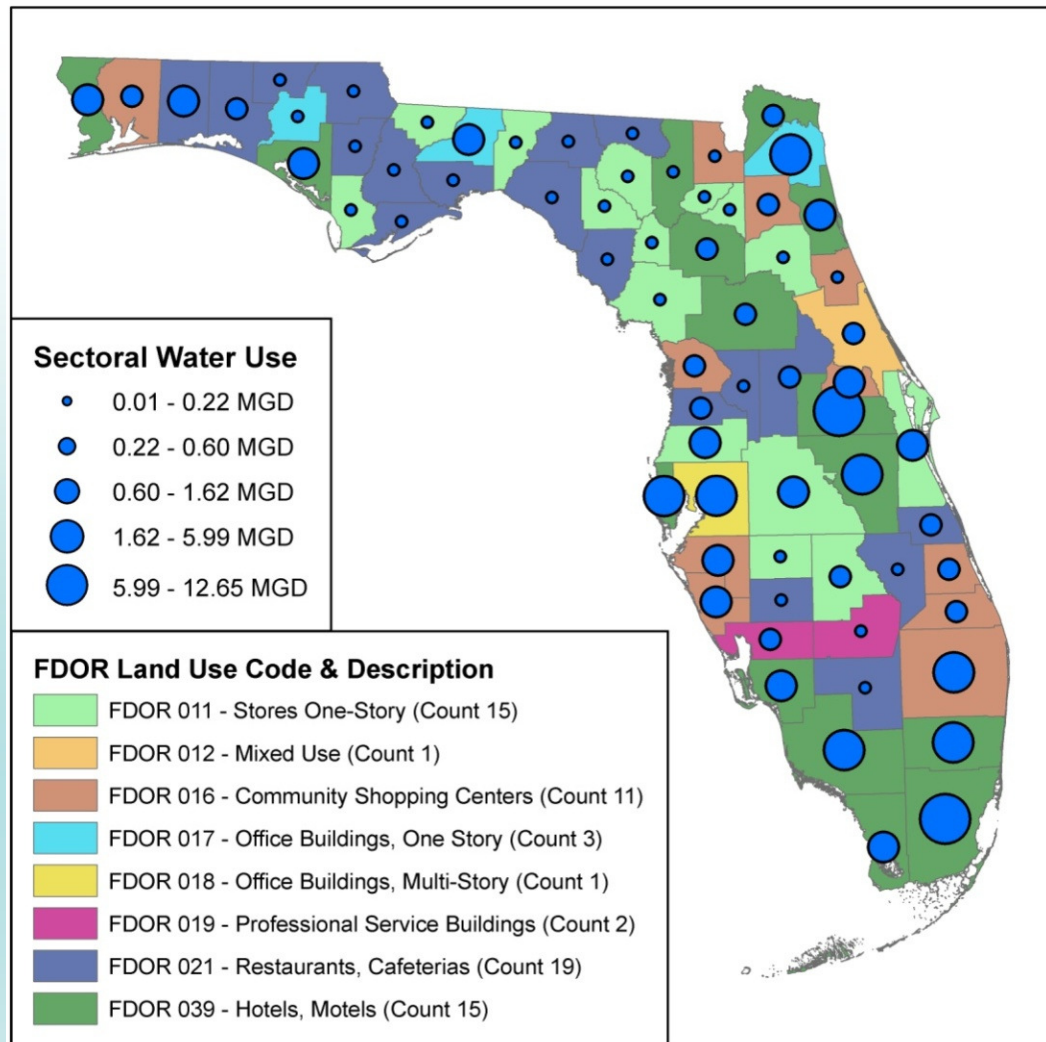 Sectoral Water Use
0.01 - 0.22 MGD
0.22 - 0.60 MGD
0.60 - 1.62 MGD
1.62 - 5.99 MGD
5.99 - 12.65 MGD
FDOR Land Use Code & Description
FDOR 011 - Stores One-Story (Count 15)
FDOR 012 - Mixed Use (Count 1)
FDOR 016 - Community Shopping Centers (Count 11)
FDOR 017 - Office Buildings, One Story (Count 3)
FDOR 018 - Office Buildings, Multi-Story (Count 1)
FDOR 019 - Professional Service Buildings (Count 2)
FDOR 021 - Restaurants, Cafeterias (Count 19)
FDOR 039 - Hotels, Motels (Count 15)